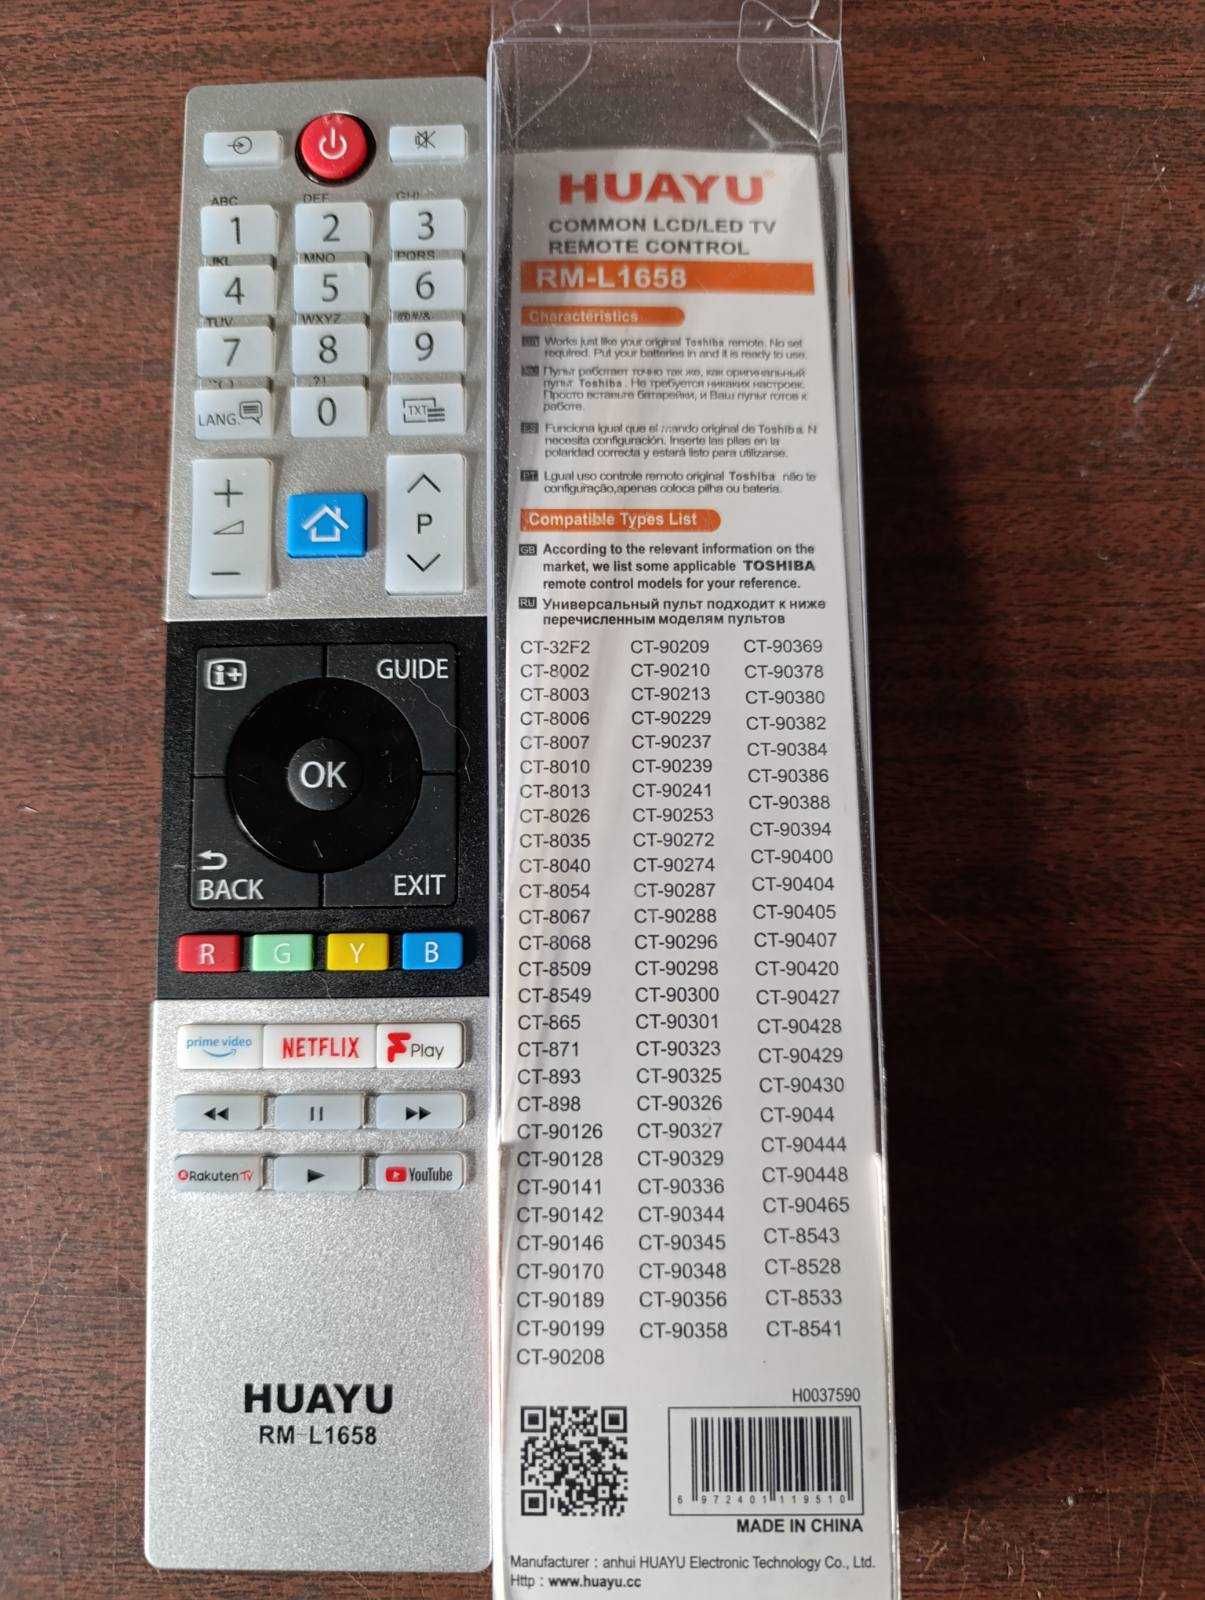 ABC DEF GHI
1 2 3
JKL MNO PQRS
4 5 6
TUV WXYZ @#/&
7 8 9
LANG. 0 TXT
+ P
−
i+ GUIDE
OK
BACK EXIT
R G Y B
prime video NETFLIX F Play
Rakuten TV YouTube
HUAYU
RM-L1658
HUAYU
COMMON LCD/LED TV
REMOTE CONTROL
RM-L1658
Characteristics
Works just like your original Toshiba remote. No set
required. Put your batteries in and it is ready to use.
Пульт работает точно так же, как оригинальный
пульт Toshiba. Не требуется никаких настроек.
Просто вставьте батарейки, и Ваш пульт готов к
работе.
ES Funciona igual que el mando original de Toshiba. N
necesita configuración. Inserte las pilas en la
polaridad correcta y estará listo para utilizarse.
PT Lgual uso controle remoto original Toshiba não te
configuração,apenas coloca pilha ou bateria.
Compatible Types List
GB According to the relevant information on the
market, we list some applicable TOSHIBA
remote control models for your reference.
RU Универсальный пульт подходит к ниже
перечисленным моделям пультов
CT-32F2 CT-90209 CT-90369
CT-8002 CT-90210 CT-90378
CT-8003 CT-90213 CT-90380
CT-8006 CT-90229 CT-90382
CT-8007 CT-90237 CT-90384
CT-8010 CT-90239 CT-90386
CT-8013 CT-90241 CT-90388
CT-8026 CT-90253 CT-90394
CT-8035 CT-90272 CT-90400
CT-8040 CT-90274 CT-90404
CT-8054 CT-90287 CT-90405
CT-8067 CT-90288 CT-90407
CT-8068 CT-90296 CT-90420
CT-8509 CT-90298 CT-90427
CT-8549 CT-90300 CT-90428
CT-865 CT-90301 CT-90429
CT-871 CT-90323 CT-90430
CT-893 CT-90325 CT-9044
CT-898 CT-90326 CT-90444
CT-90126 CT-90327 CT-90448
CT-90128 CT-90329 CT-90465
CT-90141 CT-90336 CT-8543
CT-90142 CT-90344 CT-8528
CT-90146 CT-90345 CT-8533
CT-90170 CT-90348 CT-8541
CT-90189 CT-90356
CT-90199 CT-90358
CT-90208
H0037590
6 972401 119510
MADE IN CHINA
Manufacturer : anhui HUAYU Electronic Technology Co., Ltd.
Http : www.huayu.cc